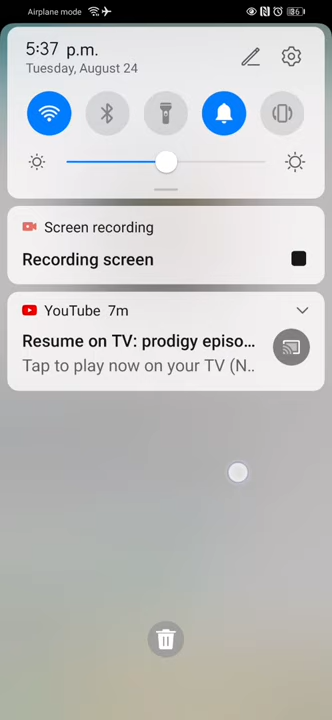 Airplane mode
86
5:37 p.m.
Tuesday, August 24
Screen recording
Recording screen
YouTube 7m
Resume on TV: prodigy episo...
Tap to play now on your TV (N..